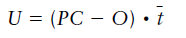 U = (PC − O) • t̄